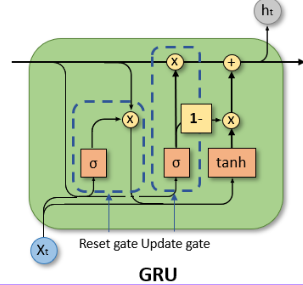 ht
x
+
x
1-
x
σ
σ
tanh
Reset gate Update gate
Xt
GRU